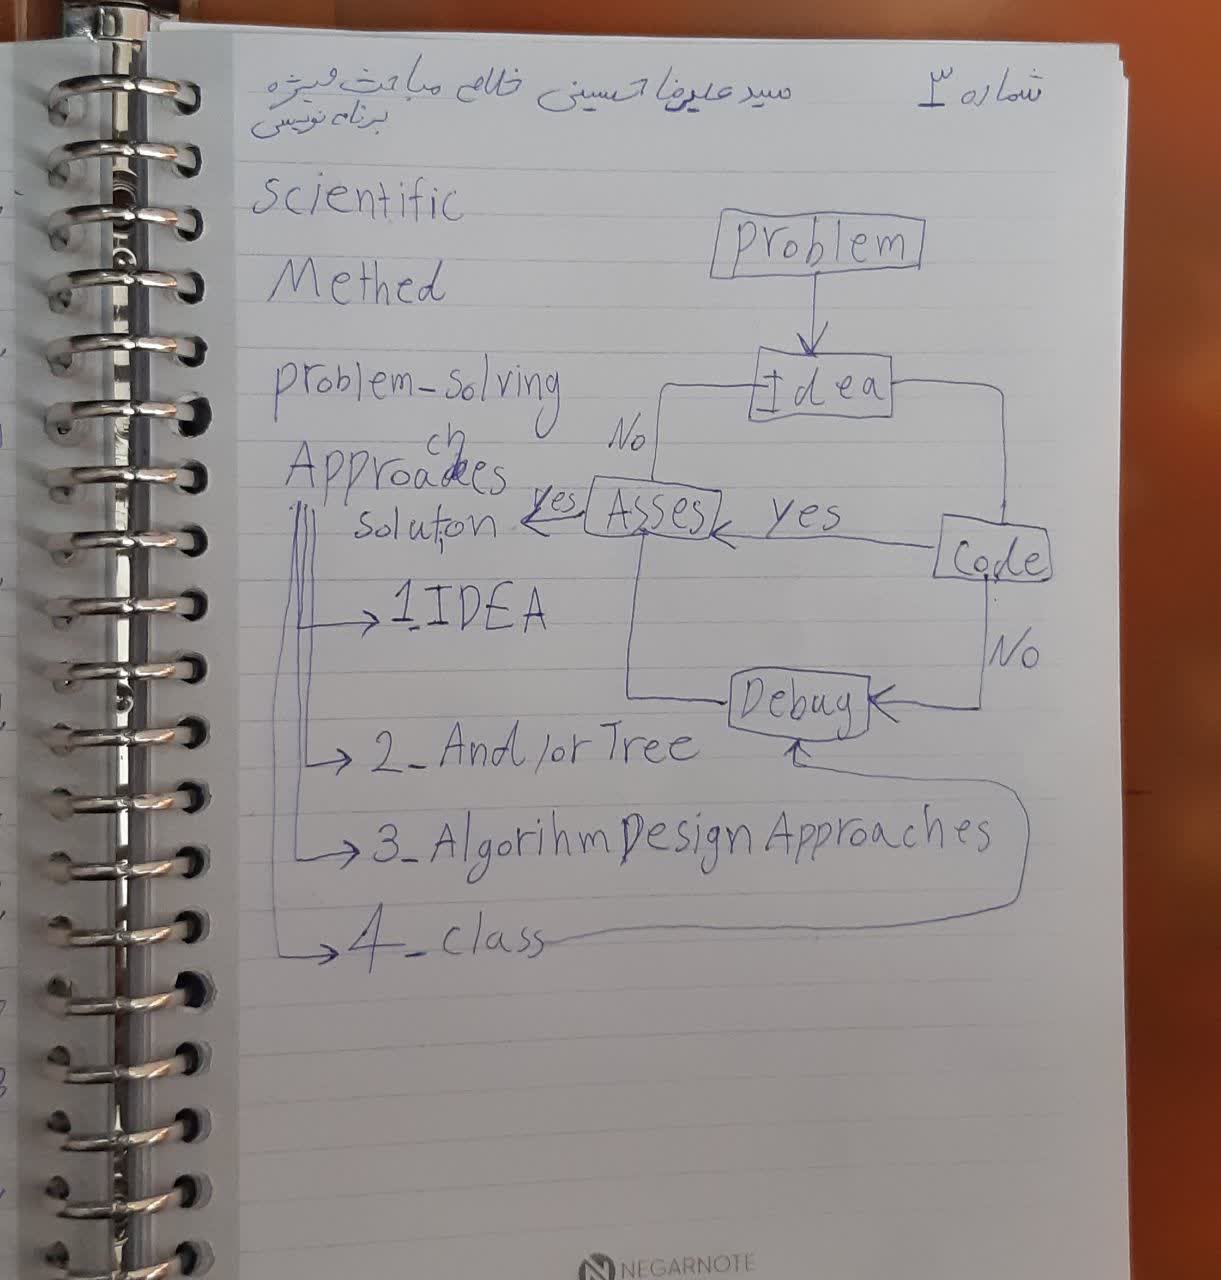 شماره ۳
سید علیرضا حسینی خلاصه مباحث ویژه
برنامه نویسی
Scientific
Methed
problem-solving
Approaches
problem
Idea
No
Yes
Asses
yes
Code
soluton
1.IDEA
No
Debug
2_ And/or Tree
3_ Algorihm Design Approaches
4_ class
NEGARNOTE